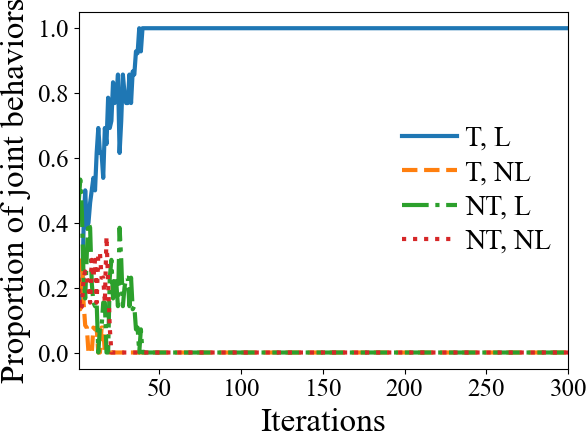 Proportion of joint behaviors
1.0
0.8
0.6
0.4
0.2
0.0
T, L
T, NL
NT, L
NT, NL
50 100 150 200 250 300
Iterations